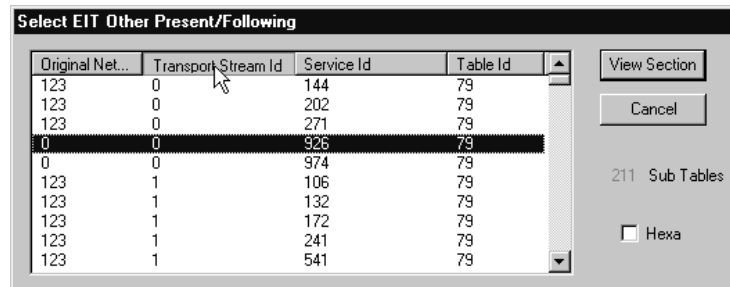 Select EIT Other Present/Following
Original Net... Transport Stream Id Service Id Table Id
123 0 144 79
123 0 202 79
123 0 271 79
0 0 926 79
0 0 974 79
123 1 106 79
123 1 132 79
123 1 172 79
123 1 241 79
123 1 541 79
View Section
Cancel
211 Sub Tables
Hexa